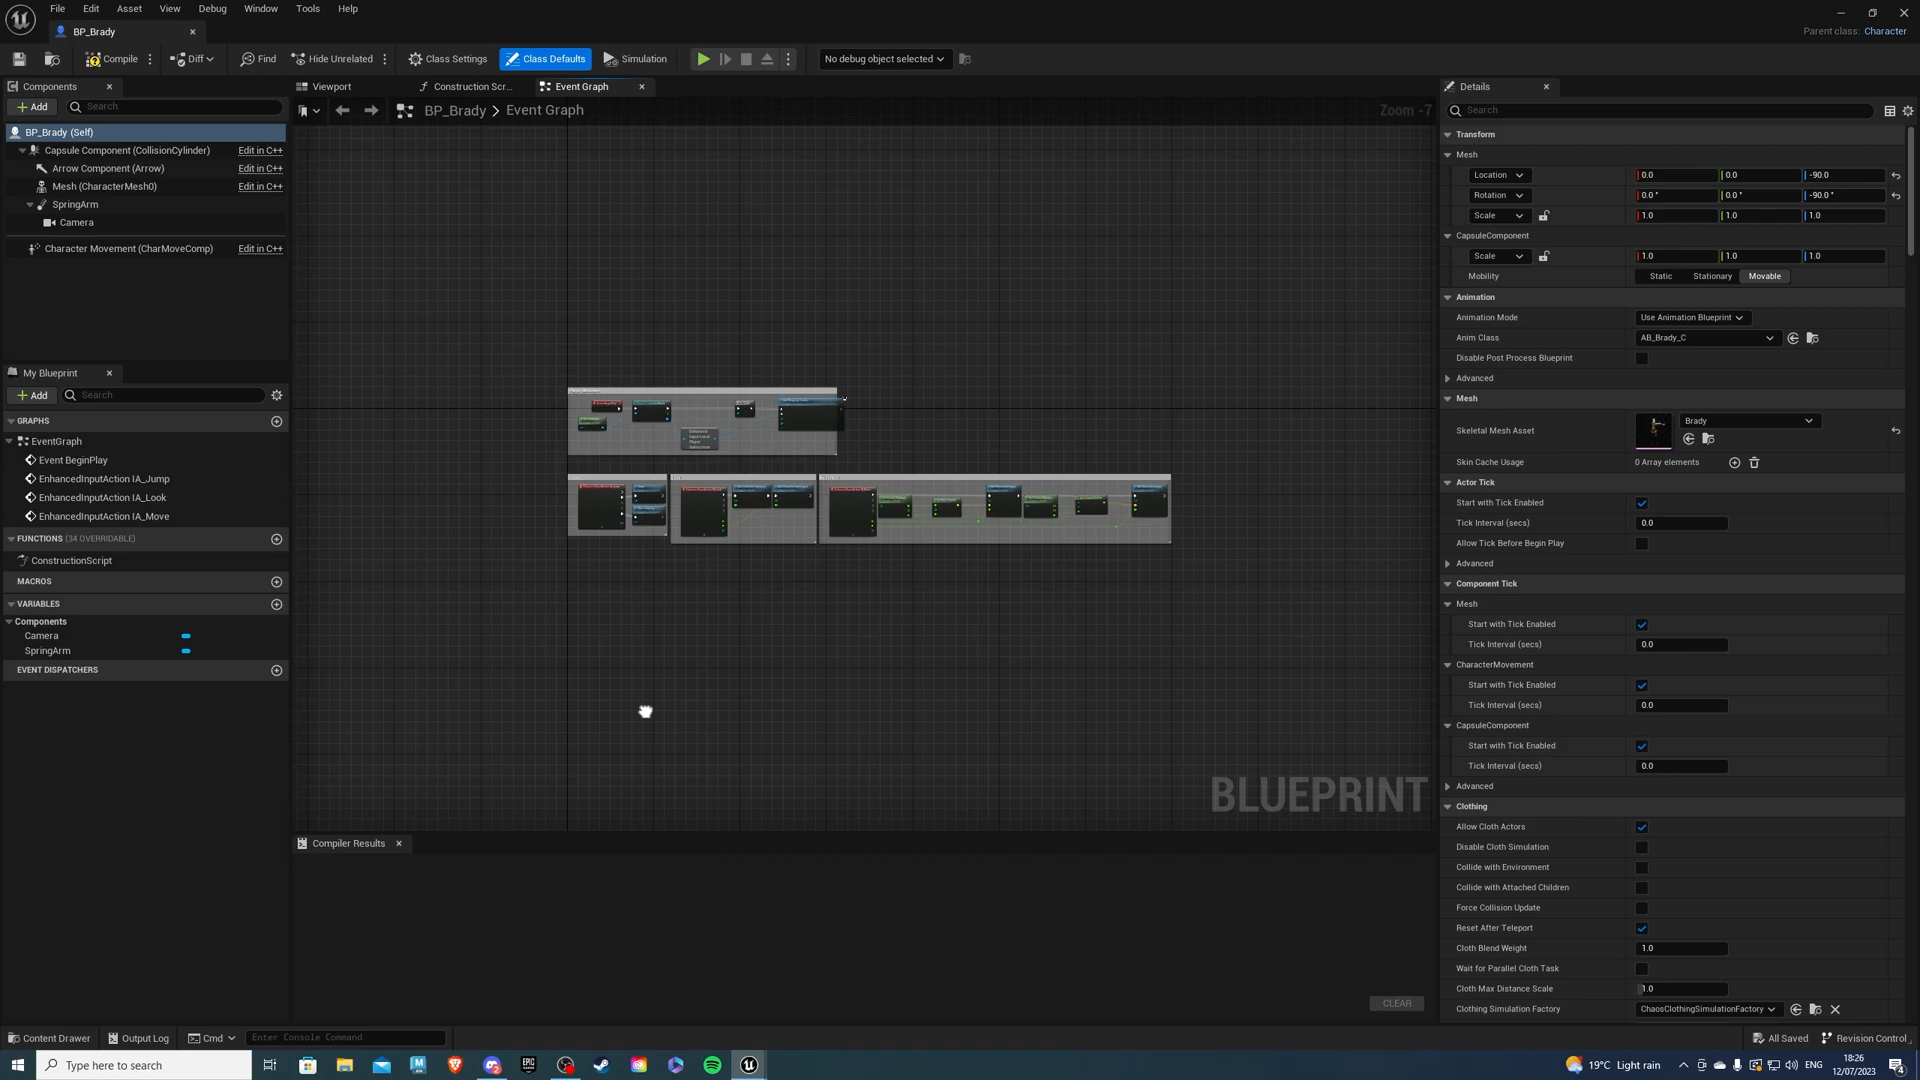 File Edit Asset View Debug Window Tools Help
BP_Brady
Parent class: Character
Compile Diff Find Hide Unrelated Class Settings Class Defaults Simulation No debug object selected
Components
Add Search
BP_Brady (Self)
Capsule Component (CollisionCylinder) Edit in C++
Arrow Component (Arrow) Edit in C++
Mesh (CharacterMesh0) Edit in C++
SpringArm
Camera
Character Movement (CharMoveComp) Edit in C++
My Blueprint
Add Search
GRAPHS
EventGraph
Event BeginPlay
EnhancedInputAction IA_Jump
EnhancedInputAction IA_Look
EnhancedInputAction IA_Move
FUNCTIONS (34 OVERRIDABLE)
ConstructionScript
MACROS
VARIABLES
Components
Camera
SpringArm
EVENT DISPATCHERS
Viewport Construction Scr... Event Graph
BP_Brady > Event Graph Zoom -7
Enhanced
Input Local
Player
Subsystem
BLUEPRINT
Compiler Results
CLEAR
Details
Search
Transform
Mesh
Location 0.0 0.0 -90.0
Rotation 0.0 ° 0.0 ° -90.0 °
Scale 1.0 1.0 1.0
CapsuleComponent
Scale 1.0 1.0 1.0
Mobility Static Stationary Movable
Animation
Animation Mode Use Animation Blueprint
Anim Class AB_Brady_C
Disable Post Process Blueprint
Advanced
Mesh
Skeletal Mesh Asset Brady
Skin Cache Usage 0 Array elements
Actor Tick
Start with Tick Enabled
Tick Interval (secs) 0.0
Allow Tick Before Begin Play
Advanced
Component Tick
Mesh
Start with Tick Enabled
Tick Interval (secs) 0.0
CharacterMovement
Start with Tick Enabled
Tick Interval (secs) 0.0
CapsuleComponent
Start with Tick Enabled
Tick Interval (secs) 0.0
Advanced
Clothing
Allow Cloth Actors
Disable Cloth Simulation
Collide with Environment
Collide with Attached Children
Force Collision Update
Reset After Teleport
Cloth Blend Weight 1.0
Wait for Parallel Cloth Task
Cloth Max Distance Scale 1.0
Clothing Simulation Factory ChaosClothingSimulationFactory
Content Drawer Output Log Cmd Enter Console Command All Saved Revision Control
Type here to search
19°C Light rain ENG 18:26
12/07/2023